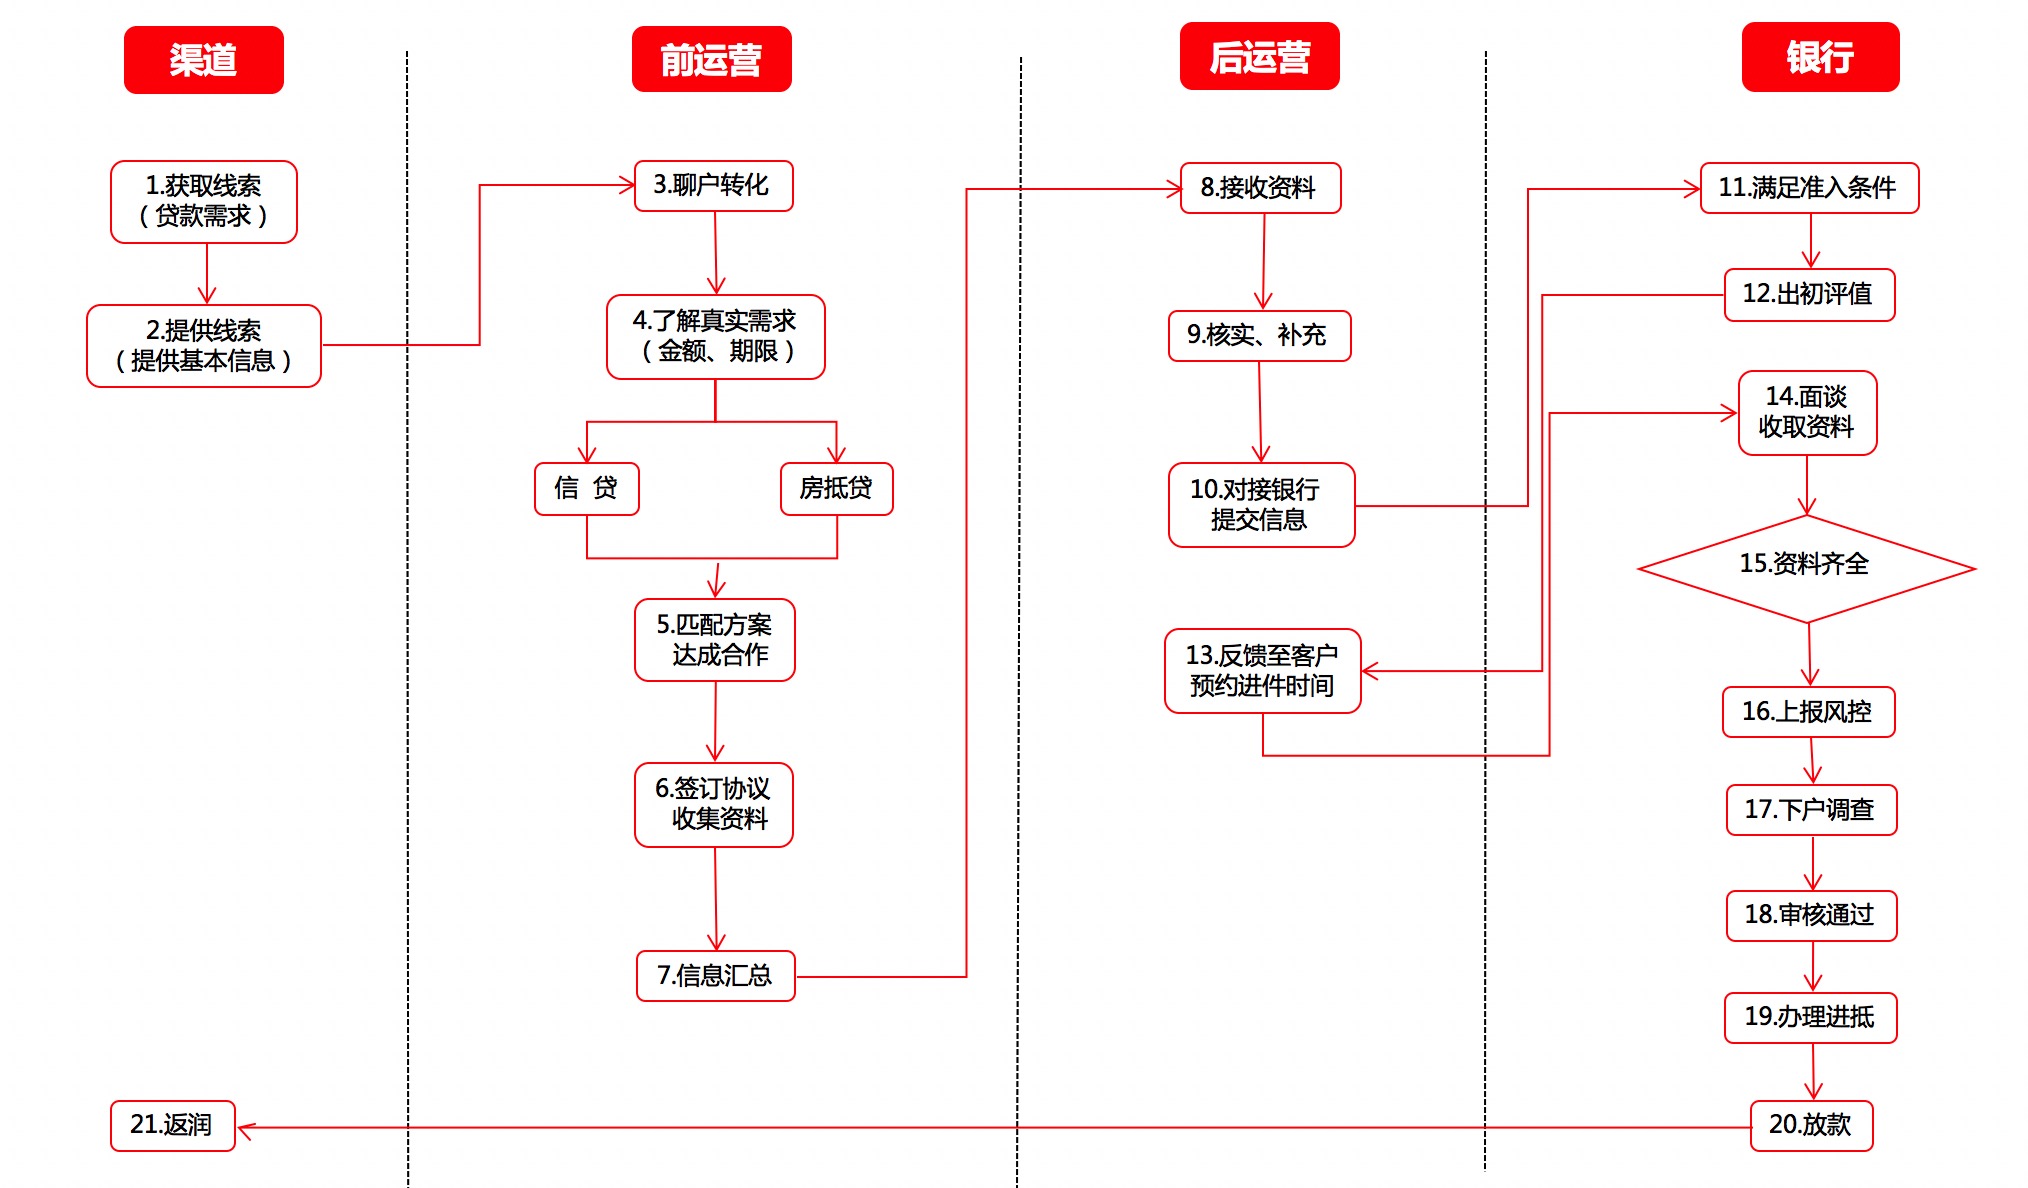 渠道
前运营
后运营
银行
1.获取线索
（贷款需求）
2.提供线索
（提供基本信息）
3.聊户转化
4.了解真实需求
（金额、期限）
信 贷
房抵贷
5.匹配方案
达成合作
6.签订协议
收集资料
7.信息汇总
8.接收资料
9.核实、补充
10.对接银行
提交信息
11.满足准入条件
12.出初评值
13.反馈至客户
预约进件时间
14.面谈
收取资料
15.资料齐全
16.上报风控
17.下户调查
18.审核通过
19.办理进抵
20.放款
21.返润